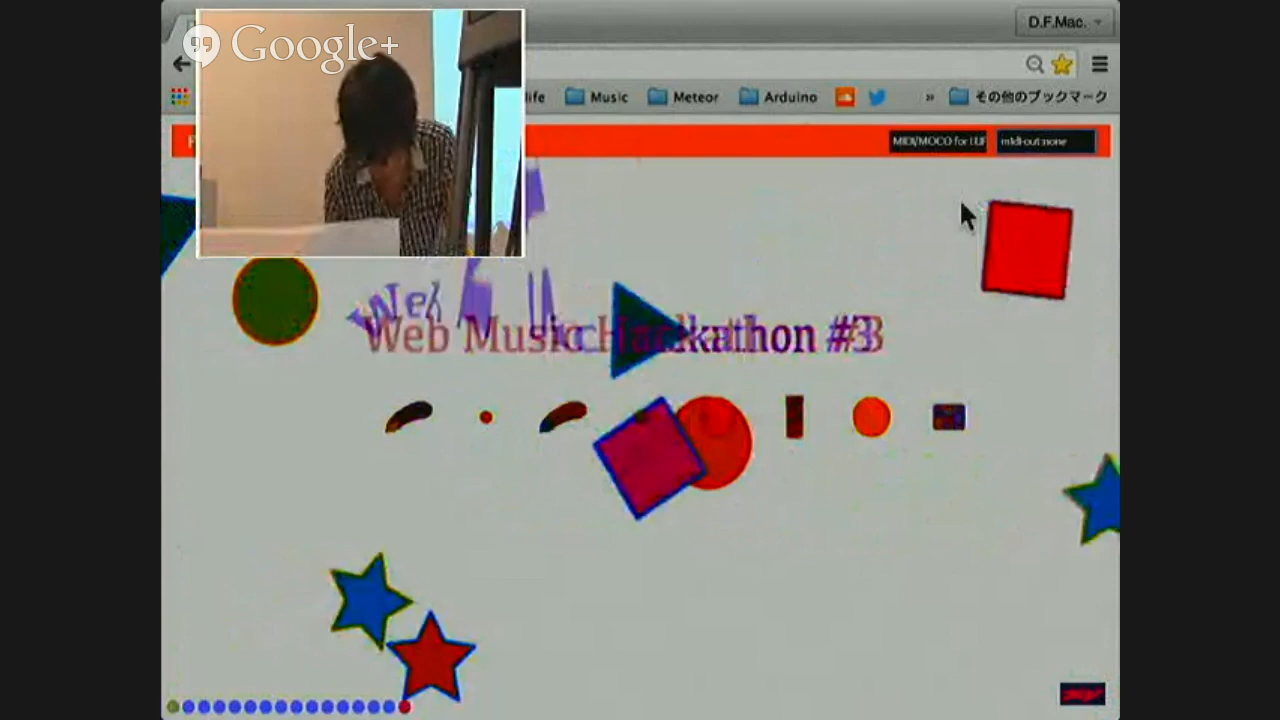 Google+
D.F.Mac.
ife Music Meteor Arduino » その他のブックマーク
MIDI/MOCO for LUF midi-out:none
Web Music Hackathon #3